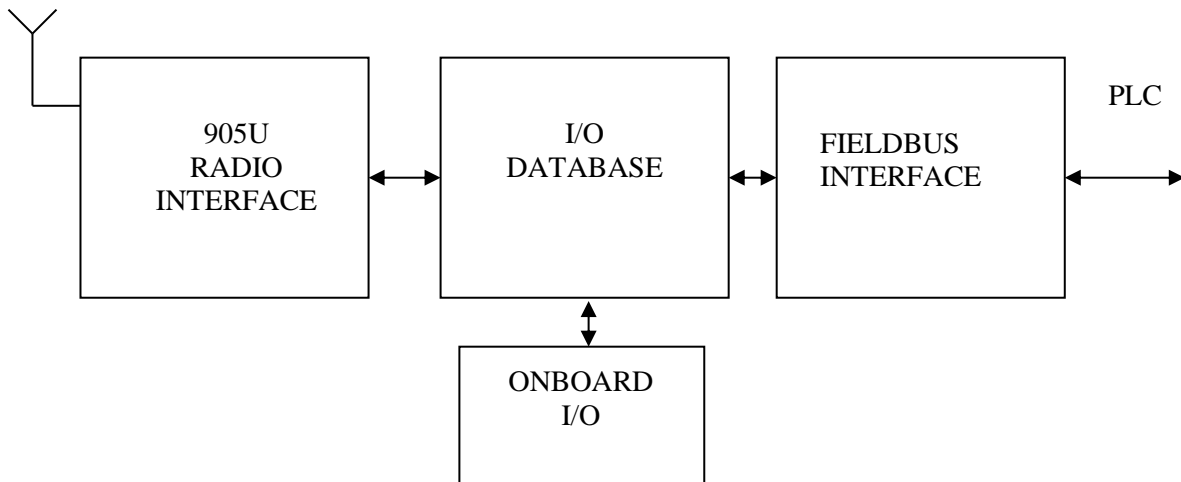 905U
RADIO
INTERFACE
I/O
DATABASE
FIELDBUS
INTERFACE
PLC
ONBOARD
I/O